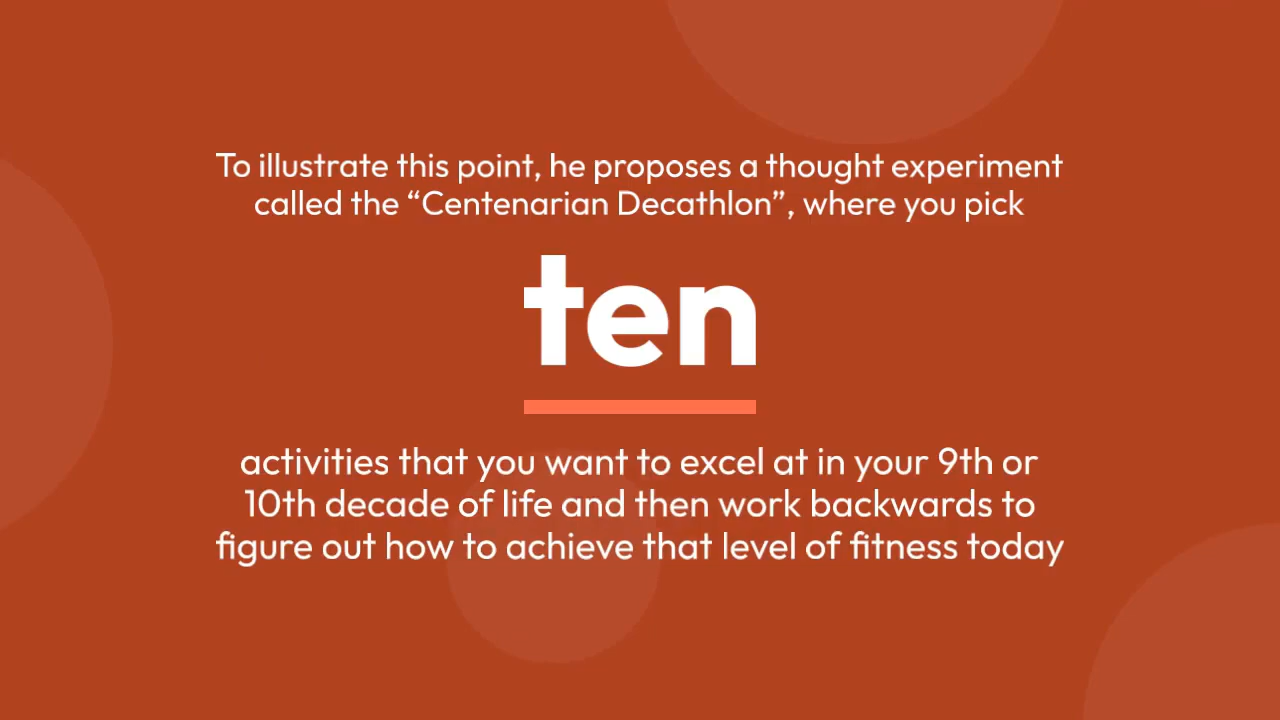 To illustrate this point, he proposes a thought experiment
called the “Centenarian Decathlon”, where you pick
ten
activities that you want to excel at in your 9th or
10th decade of life and then work backwards to
figure out how to achieve that level of fitness today